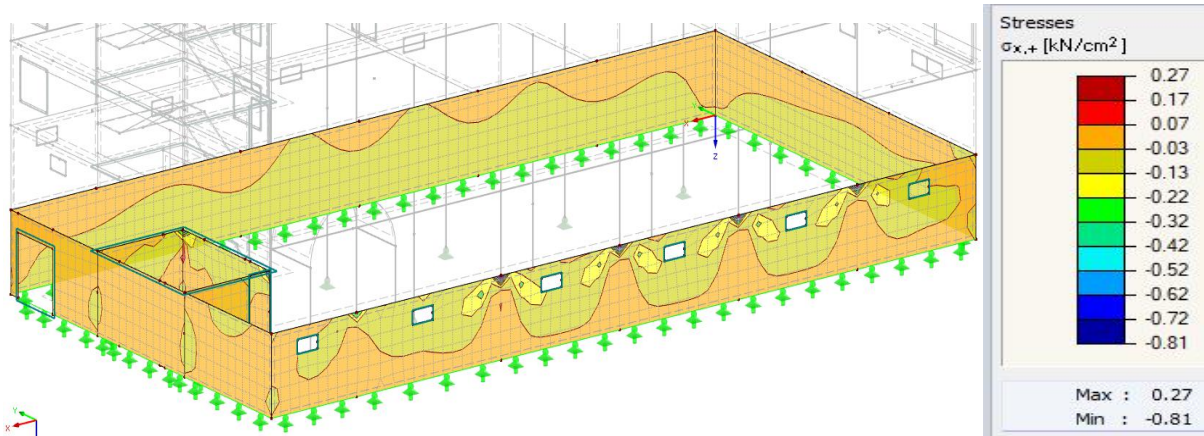 Stresses
σx,+ [kN/cm²]
0.27
0.17
0.07
-0.03
-0.13
-0.22
-0.32
-0.42
-0.52
-0.62
-0.72
-0.81
Max : 0.27
Min : -0.81
Y
X
Z
Y
X